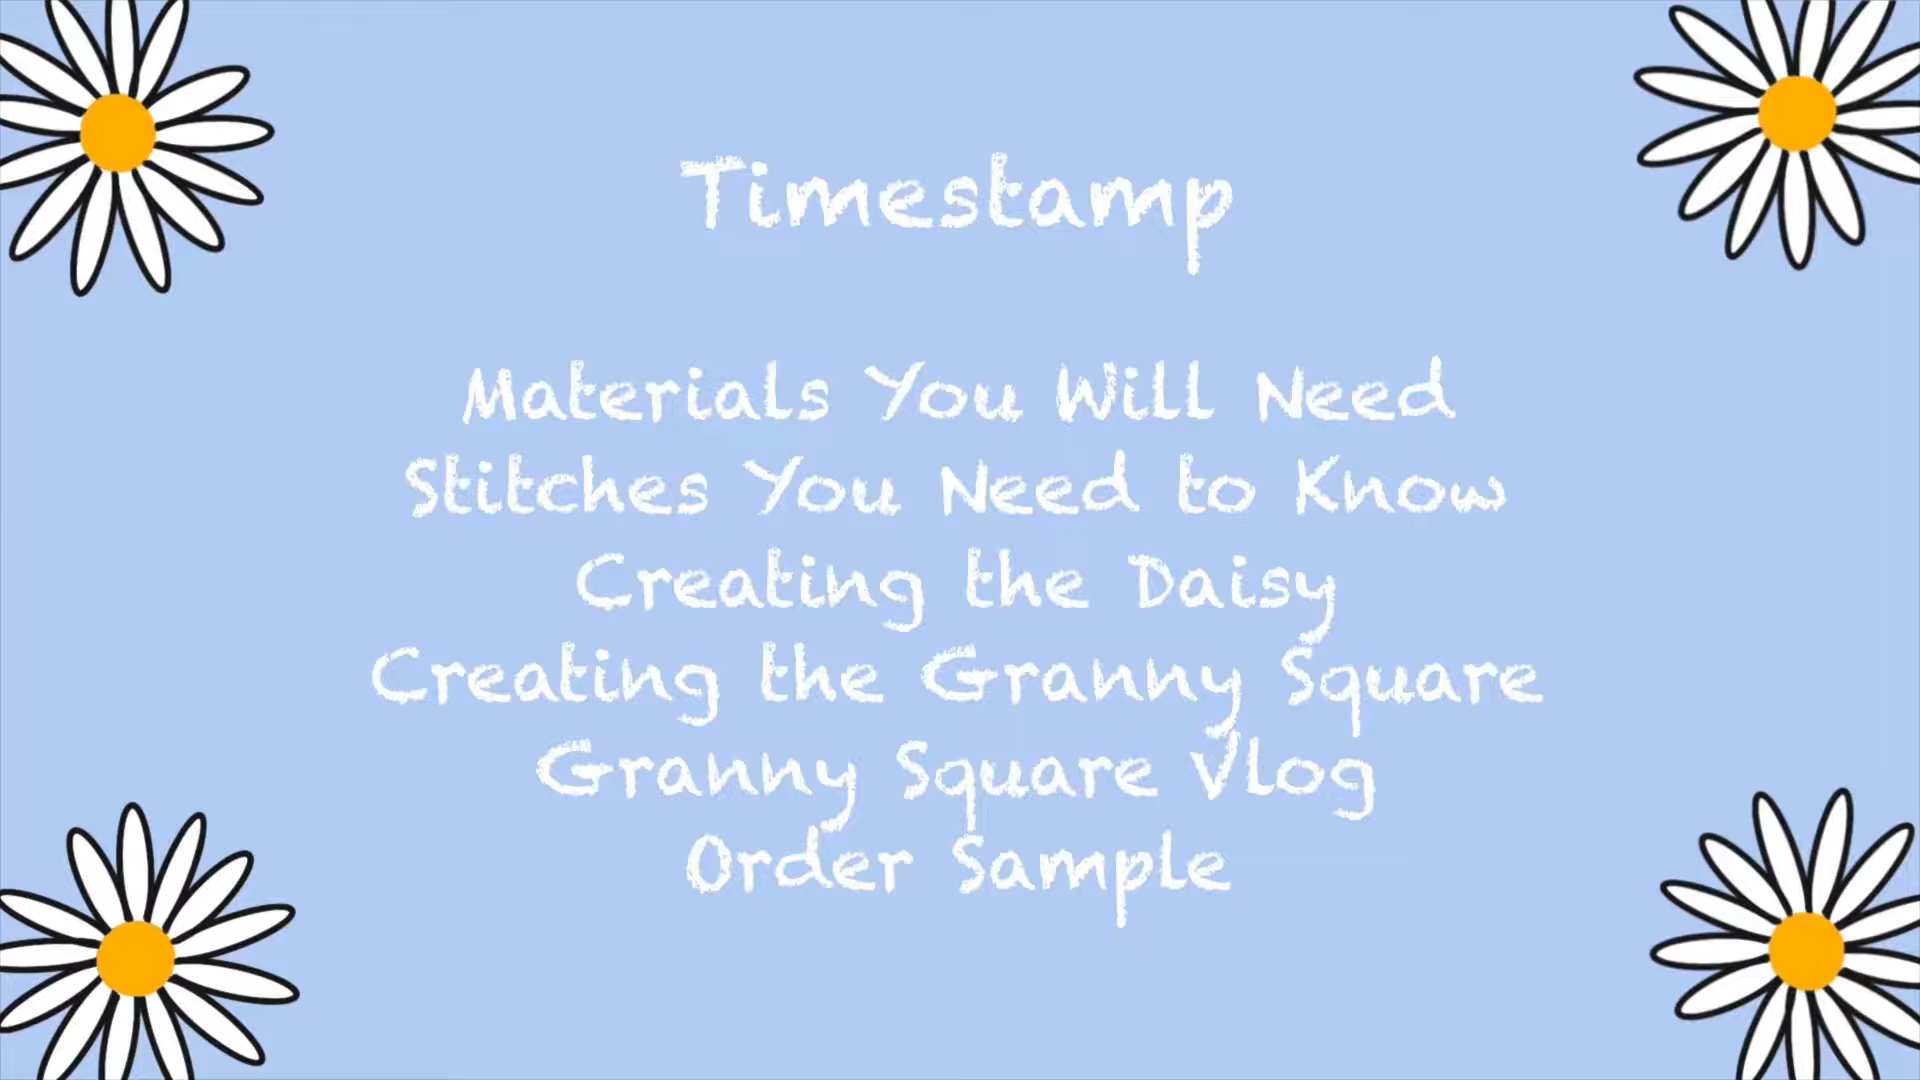 Timestamp
Materials You Will Need
Stitches You Need to Know
Creating the Daisy
Creating the Granny Square
Granny Square Vlog
Order Sample